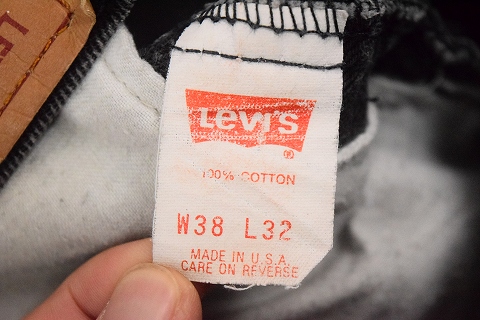 Levi's
®
100% COTTON
W38 L32
MADE IN U.S.A.
CARE ON REVERSE